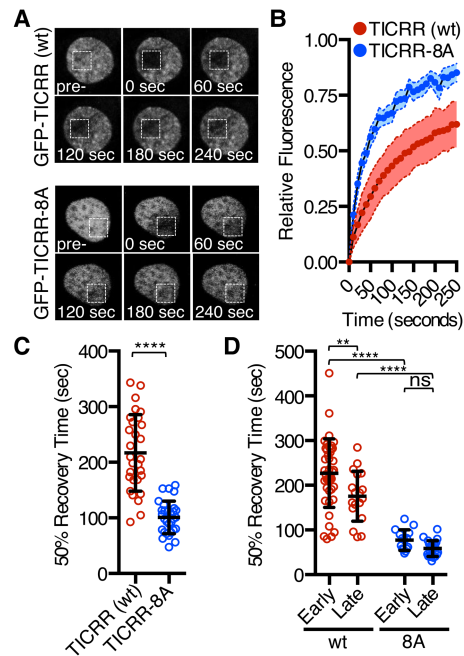 A
GFP-TICRR (wt)
pre-
0 sec
60 sec
120 sec
180 sec
240 sec
GFP-TICRR-8A
pre-
0 sec
60 sec
120 sec
180 sec
240 sec
B
TICRR (wt)
TICRR-8A
Relative Fluorescence
1.00
0.75
0.50
0.25
0.00
50
100
150
200
250
Time (seconds)
C
50% Recovery Time (sec)
400
300
200
100
0
****
TICRR (wt)
TICRR-8A
D
50% Recovery Time (sec)
500
400
300
200
100
0
**
****
****
ns
Early
Late
Early
Late
wt
8A